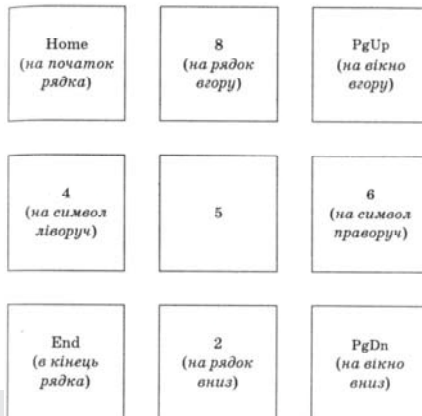 Home
(на початок
рядка)
8
(на рядок
вгору)
PgUp
(на вікно
вгору)
4
(на символ
ліворуч)
5
6
(на символ
праворуч)
End
(в кінець
рядка)
2
(на рядок
вниз)
PgDn
(на вікно
вниз)